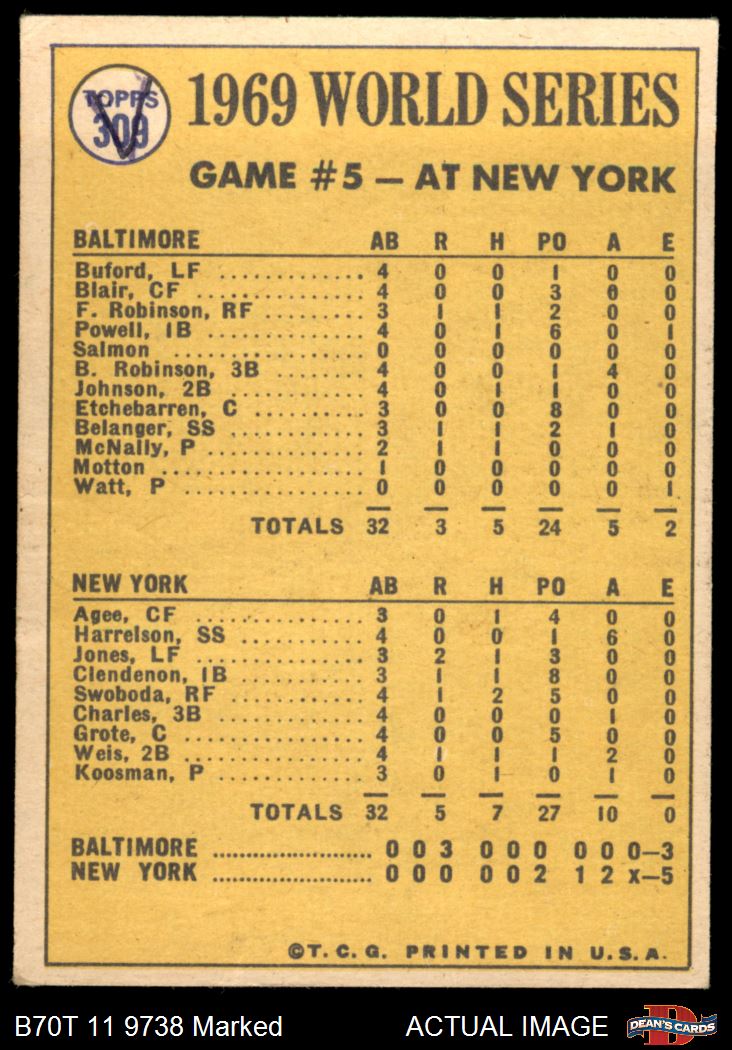 TOPPS
309
1969 WORLD SERIES
GAME #5 — AT NEW YORK
BALTIMORE AB R H PO A E
Buford, LF .............. 4 0 0 1 0 0
Blair, CF ................ 4 0 0 3 0 0
F. Robinson, RF ......... 3 1 1 2 0 0
Powell, 1B ............... 4 0 1 6 0 1
Salmon .................. 0 0 0 0 0 0
B. Robinson, 3B ........ 4 0 0 1 4 0
Johnson, 2B ............. 4 0 1 1 0 0
Etchebarren, C .......... 3 0 0 8 0 0
Belanger, SS ............ 3 1 1 2 1 0
McNally, P .............. 2 1 1 0 0 0
Motton .................. 1 0 0 0 0 0
Watt, P .................. 0 0 0 0 0 1
TOTALS 32 3 5 24 5 2
NEW YORK AB R H PO A E
Agee, CF ................ 3 0 1 4 0 0
Harrelson, SS ........... 4 0 0 1 6 0
Jones, LF ................ 3 2 1 3 0 0
Clendenon, 1B ........... 3 1 1 8 0 0
Swoboda, RF ............ 4 1 2 5 0 0
Charles, 3B ............. 4 0 0 0 1 0
Grote, C ................. 4 0 0 5 0 0
Weis, 2B ................. 4 1 1 1 2 0
Koosman, P ............. 3 0 1 0 1 0
TOTALS 32 5 7 27 10 0
BALTIMORE ...................... 0 0 3 0 0 0 0 0 0—3
NEW YORK ...................... 0 0 0 0 0 2 1 2 x—5
©T.C.G. PRINTED IN U.S.A.
B70T 11 9738 Marked ACTUAL IMAGE DEAN'S CARDS